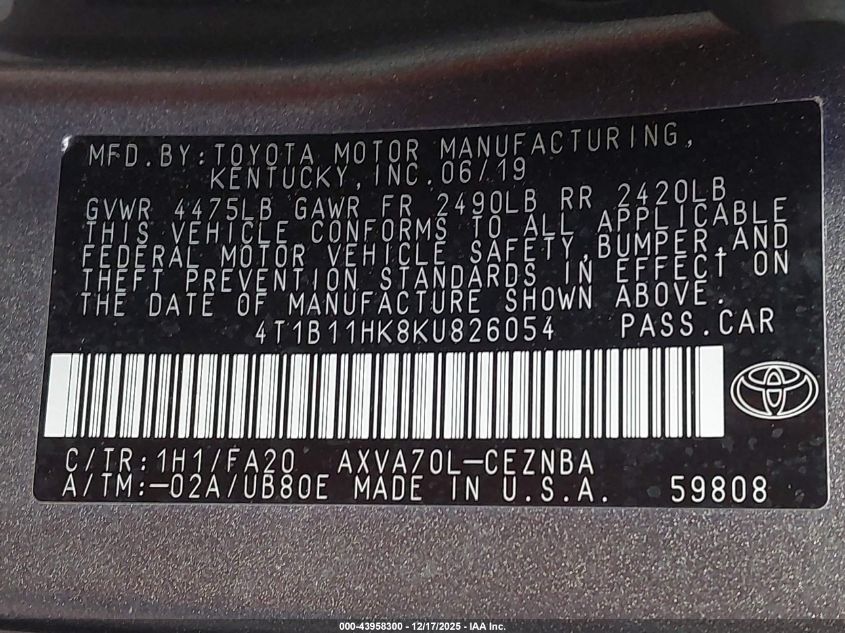 MFD.BY:TOYOTA MOTOR MANUFACTURING,
KENTUCKY,INC.06/19
GVWR 4475LB GAWR FR 2490LB RR 2420LB
THIS VEHICLE CONFORMS TO ALL APPLICABLE
FEDERAL MOTOR VEHICLE SAFETY,BUMPER,AND
THEFT PREVENTION STANDARDS IN EFFECT ON
THE DATE OF MANUFACTURE SHOWN ABOVE.
4T1B11HK8KU826054 PASS.CAR
C/TR:1H1/FA20 AXVA70L-CEZNBA
A/TM:-02A/UB80E MADE IN U.S.A. 59808
000-43958300 - 12/17/2025 - IAA Inc.